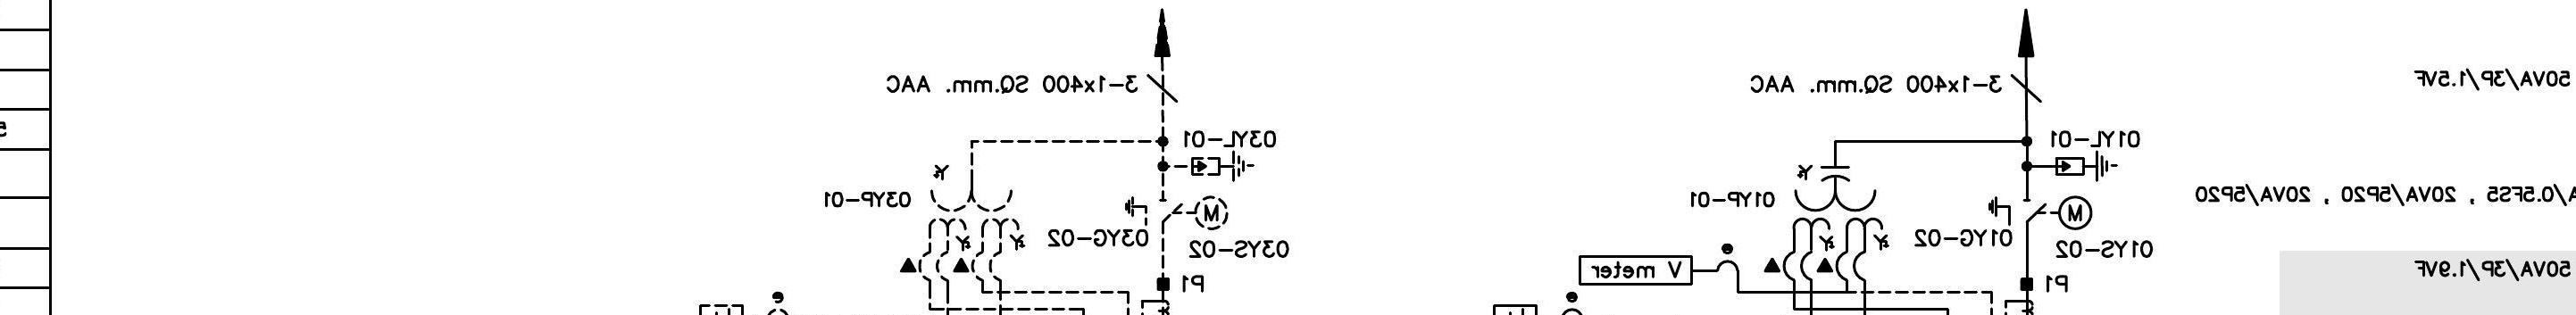 3-1x400 SQ.mm. AAC
3-1x400 SQ.mm. AAC
50VA/3P/1.5VF
03YL-01
01YL-01
03YP-01
01YP-01
/0.5FS5 , 20VA/5P20 , 20VA/5P20
03YG-02
01YG-02
03YS-02
01YS-02
M
M
V meter
P1
P1
50VA/3P/1.9VF
e
e
e